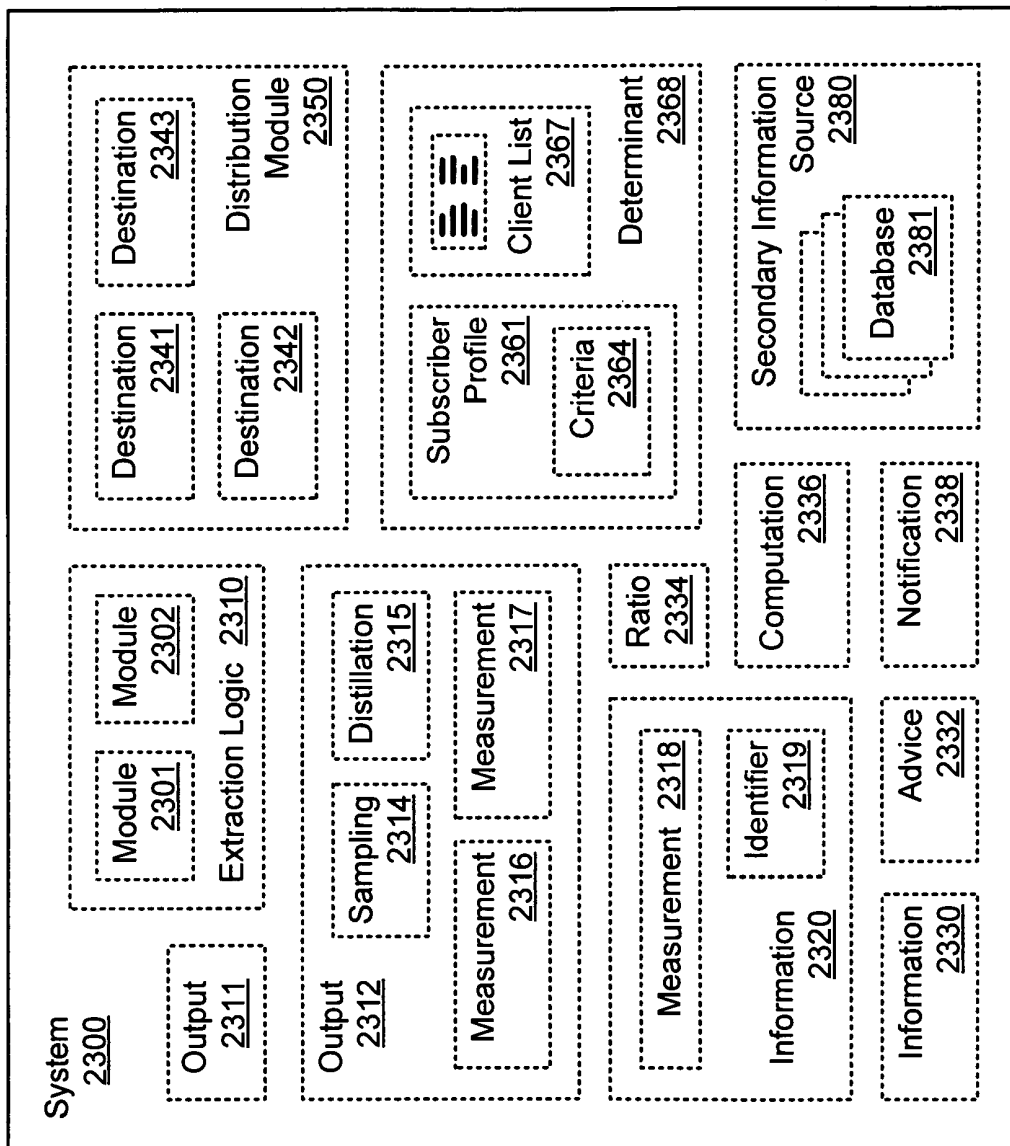 System
2300
Output
2311
Module
2301
Module
2302
Extraction Logic 2310
Destination
2341
Destination
2343
Destination
2342
Distribution
Module
2350
Output
2312
Sampling
2314
Distillation
2315
Measurement
2316
Measurement
2317
Subscriber
Profile
2361
Criteria
2364
Client List
2367
Determinant
2368
Measurement 2318
Identifier
2319
Information
2320
Ratio
2334
Computation
2336
Secondary Information
Source
2380
Database
2381
Information
2330
Advice
2332
Notification
2338